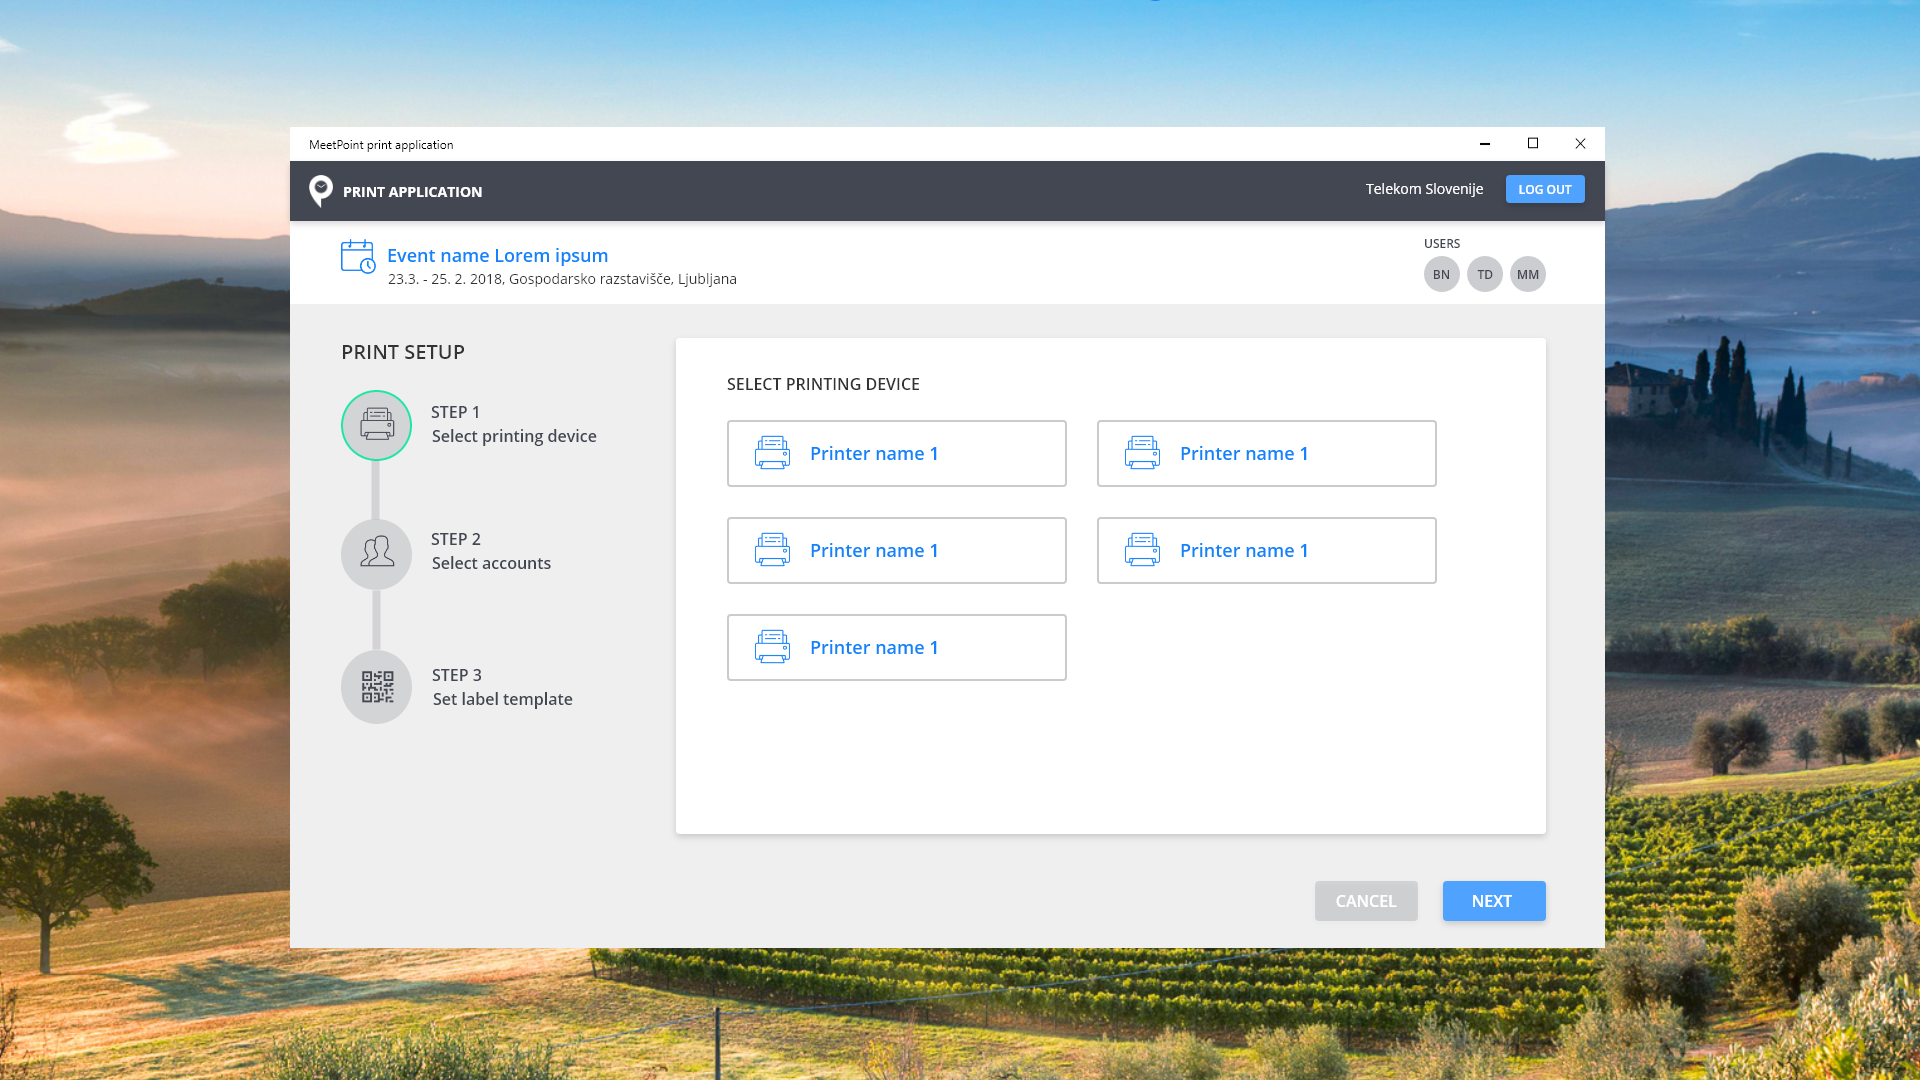 MeetPoint print application
PRINT APPLICATION
Telekom Slovenije
LOG OUT
Event name Lorem ipsum
23.3. - 25. 2. 2018, Gospodarsko razstavišče, Ljubljana
USERS
BN TD MM
PRINT SETUP
STEP 1
Select printing device
STEP 2
Select accounts
STEP 3
Set label template
SELECT PRINTING DEVICE
Printer name 1
Printer name 1
Printer name 1
Printer name 1
Printer name 1
CANCEL
NEXT